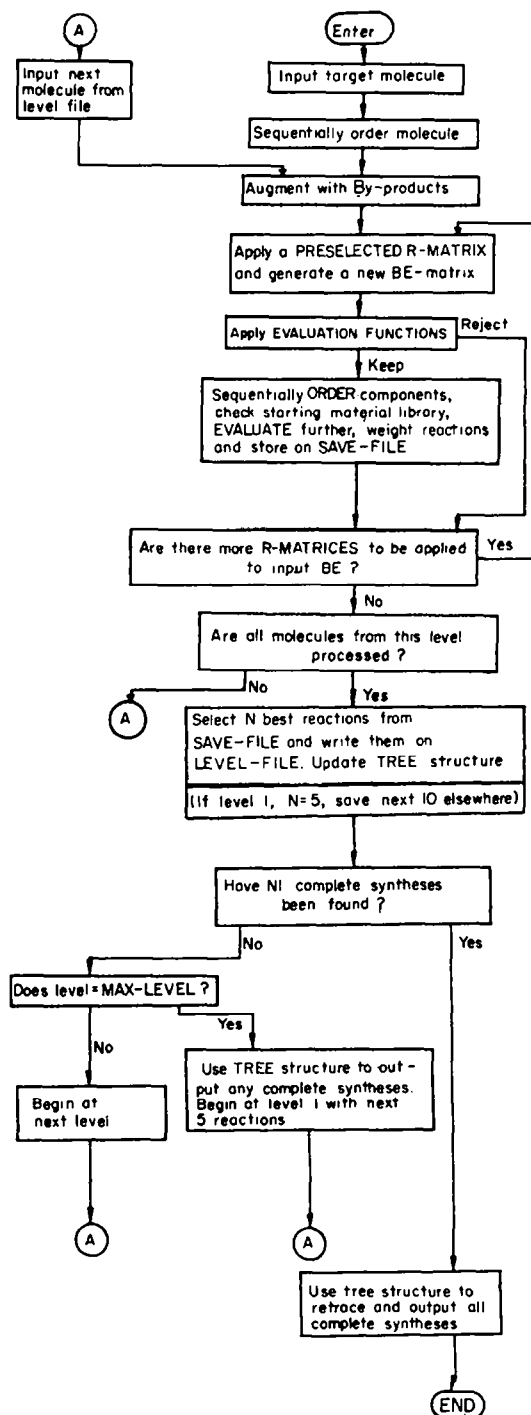 A
Enter
Input next
molecule from
level file
Input target molecule
Sequentially order molecule
Augment with By-products
Apply a PRESELECTED R-MATRIX
and generate a new BE-matrix
Apply EVALUATION FUNCTIONS
Reject
Keep
Sequentially ORDER components,
check starting material library,
EVALUATE further, weight reactions
and store on SAVE-FILE
Are there more R-MATRICES to be applied
to input BE ?
Yes
No
Are all molecules from this level
processed ?
No
Yes
A
Select N best reactions from
SAVE-FILE and write them on
LEVEL-FILE. Update TREE structure
(If level 1, N=5, save next 10 elsewhere)
Have N1 complete syntheses
been found ?
No
Yes
Does level = MAX-LEVEL ?
Yes
No
Use TREE structure to out-
put any complete syntheses.
Begin at level 1 with next
5 reactions
Begin at
next level
A
A
Use tree structure to
retrace and output all
complete syntheses
END